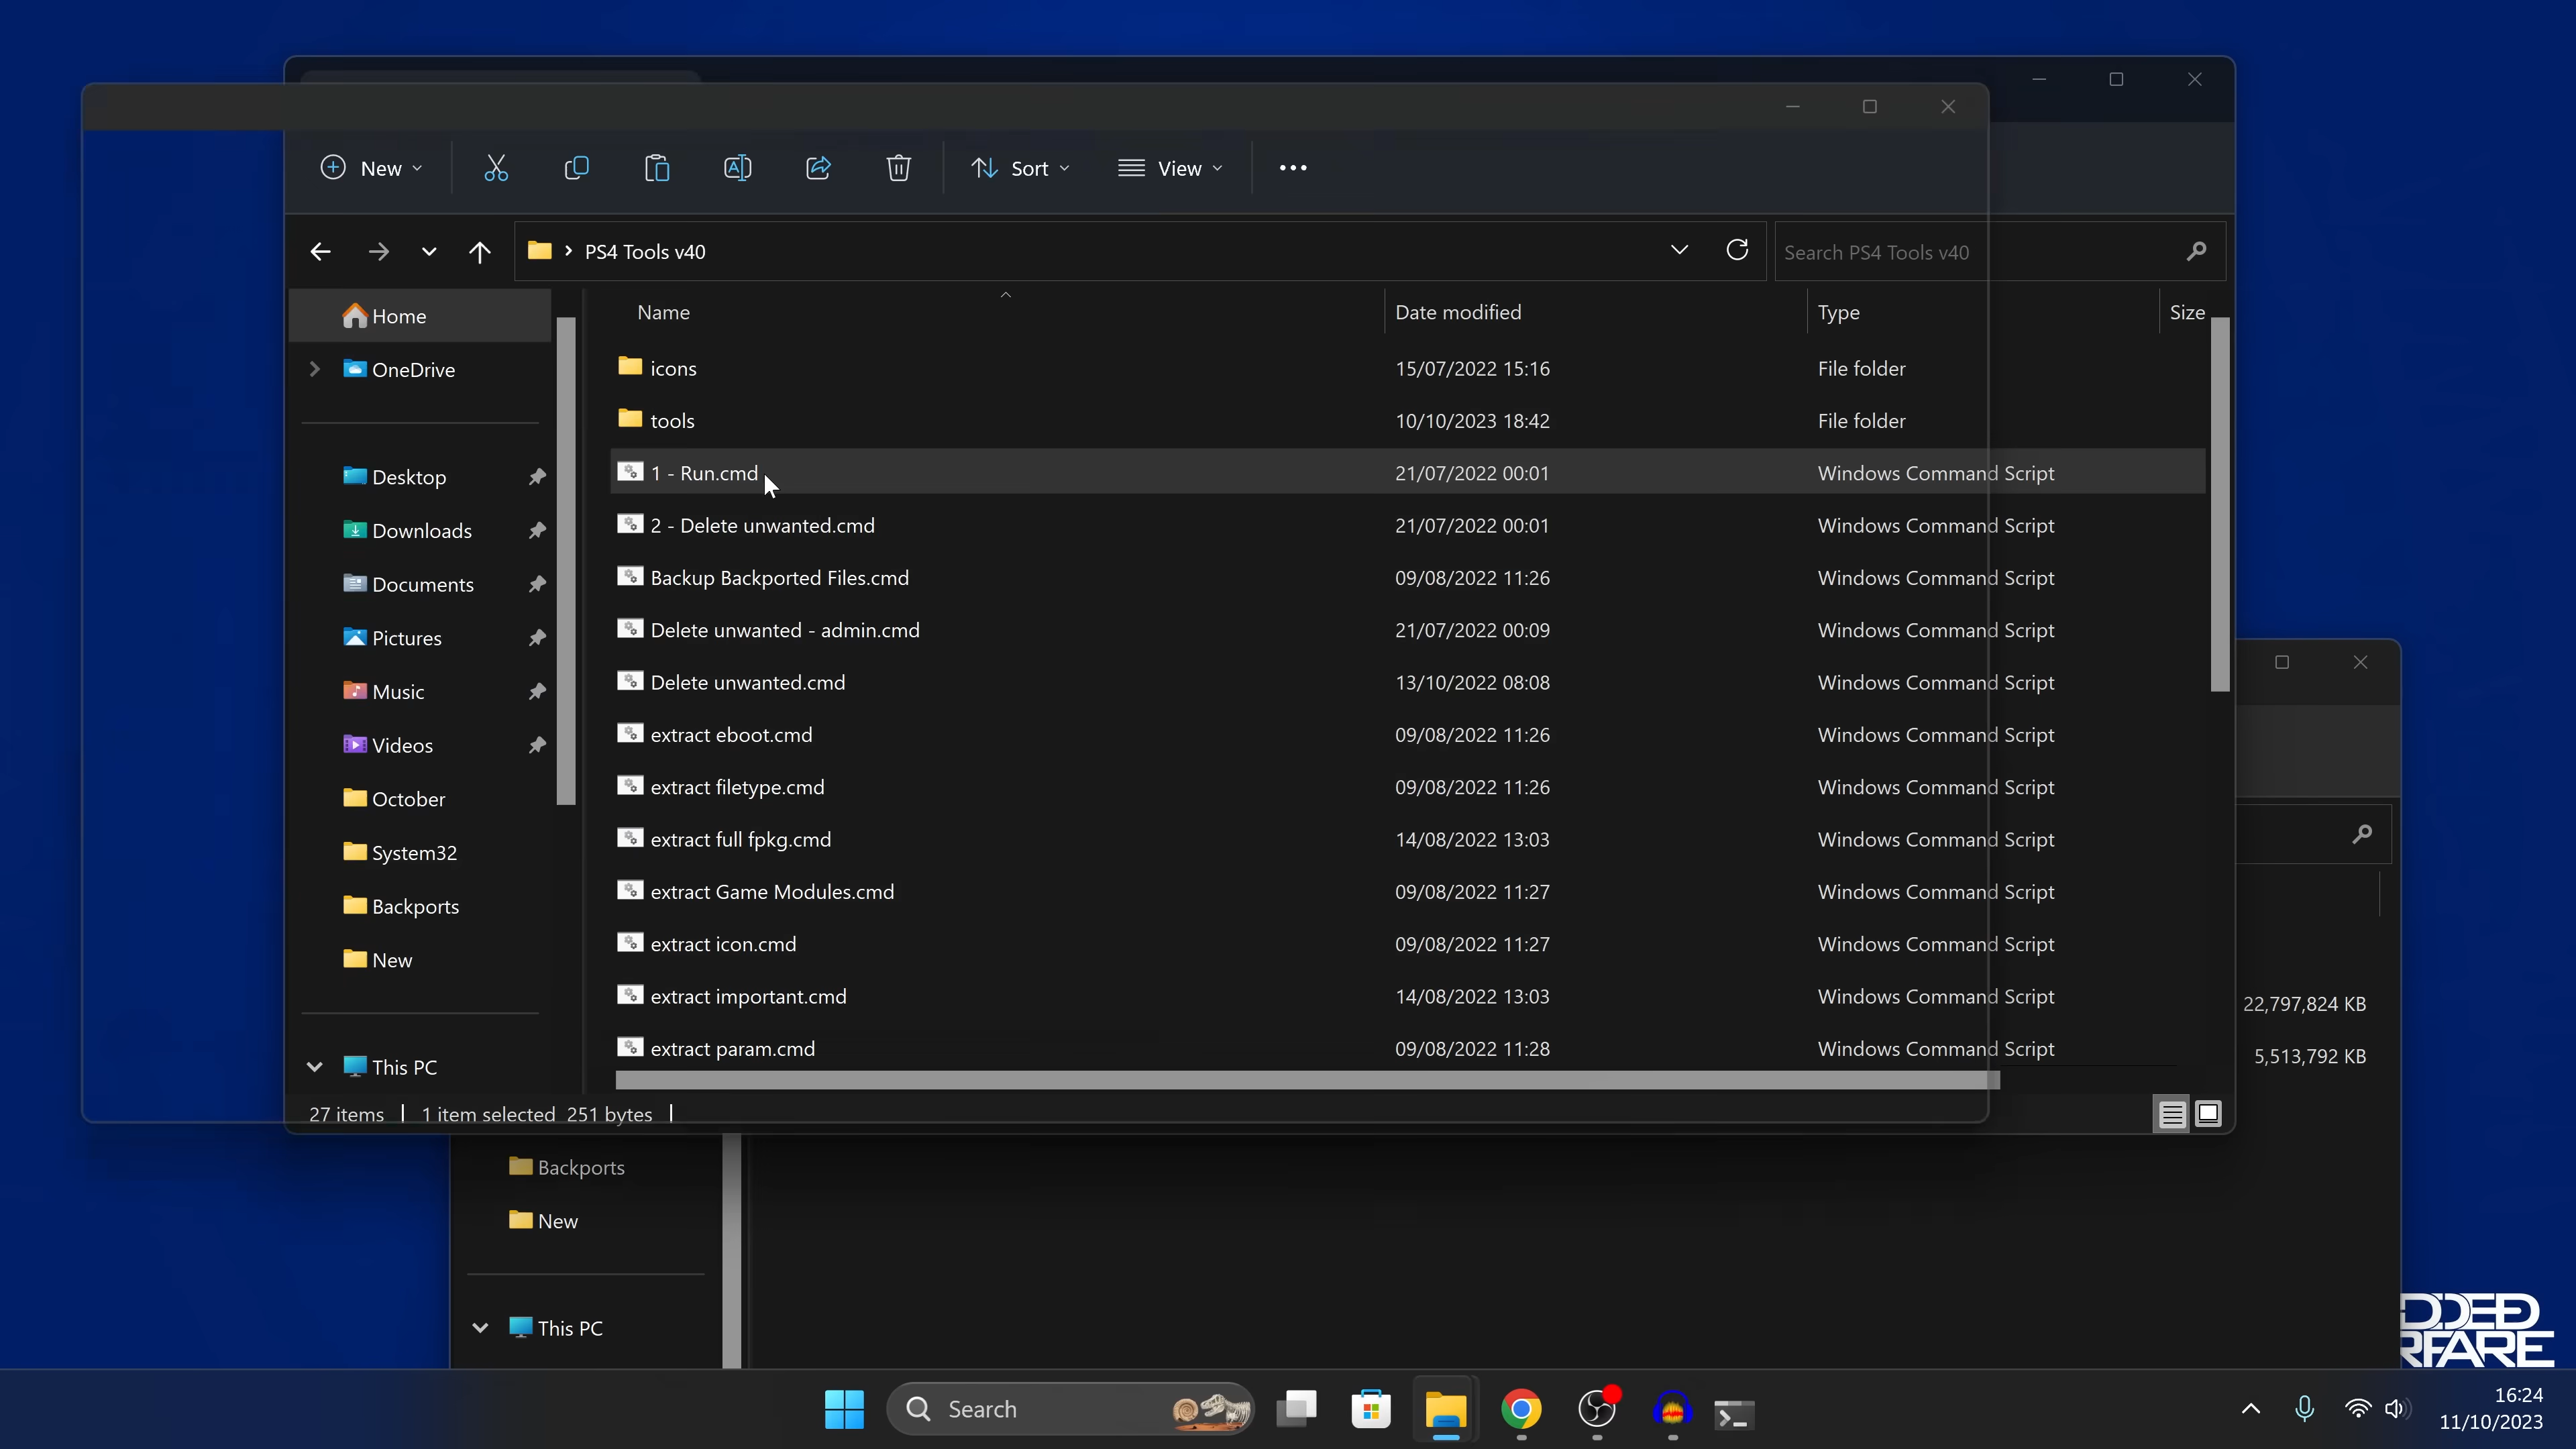 New
Sort
View
PS4 Tools v40
Search PS4 Tools v40
Name
Date modified
Type
Size
Home
OneDrive
Desktop
Downloads
Documents
Pictures
Music
Videos
October
System32
Backports
New
This PC
icons 15/07/2022 15:16 File folder
tools 10/10/2023 18:42 File folder
1 - Run.cmd 21/07/2022 00:01 Windows Command Script
2 - Delete unwanted.cmd 21/07/2022 00:01 Windows Command Script
Backup Backported Files.cmd 09/08/2022 11:26 Windows Command Script
Delete unwanted - admin.cmd 21/07/2022 00:09 Windows Command Script
Delete unwanted.cmd 13/10/2022 08:08 Windows Command Script
extract eboot.cmd 09/08/2022 11:26 Windows Command Script
extract filetype.cmd 09/08/2022 11:26 Windows Command Script
extract full fpkg.cmd 14/08/2022 13:03 Windows Command Script
extract Game Modules.cmd 09/08/2022 11:27 Windows Command Script
extract icon.cmd 09/08/2022 11:27 Windows Command Script
extract important.cmd 14/08/2022 13:03 Windows Command Script
extract param.cmd 09/08/2022 11:28 Windows Command Script
27 items 1 item selected 251 bytes
22,797,824 KB
5,513,792 KB
Backports
New
This PC
Search
16:24
11/10/2023